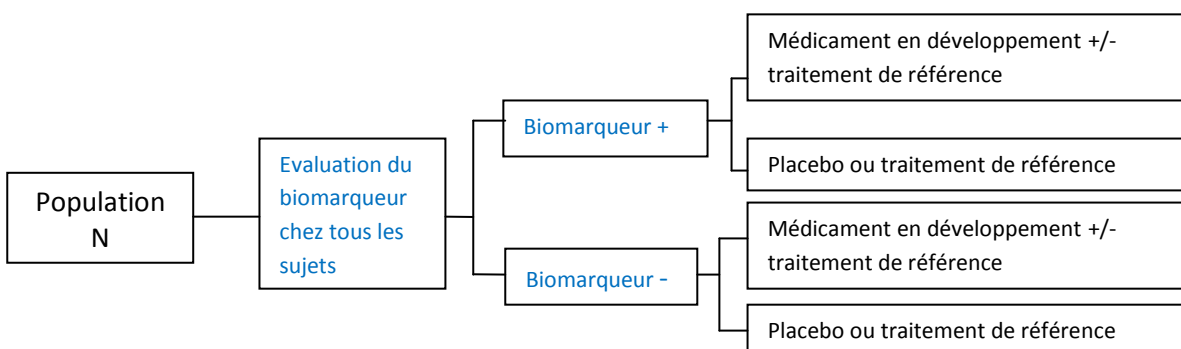 Population
N
Evaluation du
biomarqueur
chez tous les
sujets
Biomarqueur +
Médicament en développement +/-
traitement de référence
Placebo ou traitement de référence
Biomarqueur -
Médicament en développement +/-
traitement de référence
Placebo ou traitement de référence